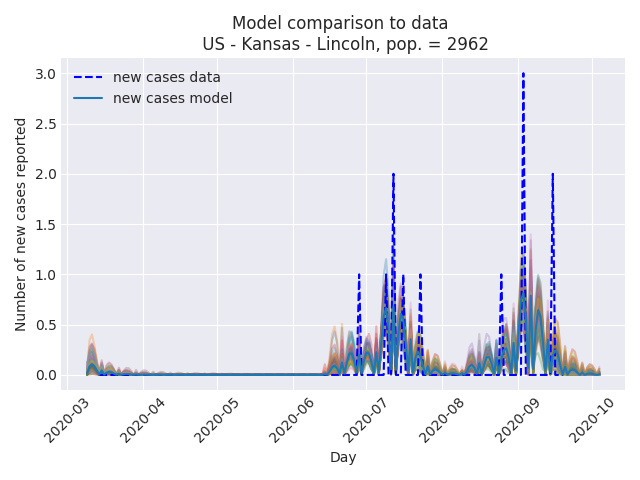 Model comparison to data
US - Kansas - Lincoln, pop. = 2962
new cases data
new cases model
Number of new cases reported
3.0
2.5
2.0
1.5
1.0
0.5
0.0
2020-03
2020-04
2020-05
2020-06
2020-07
2020-08
2020-09
2020-10
Day